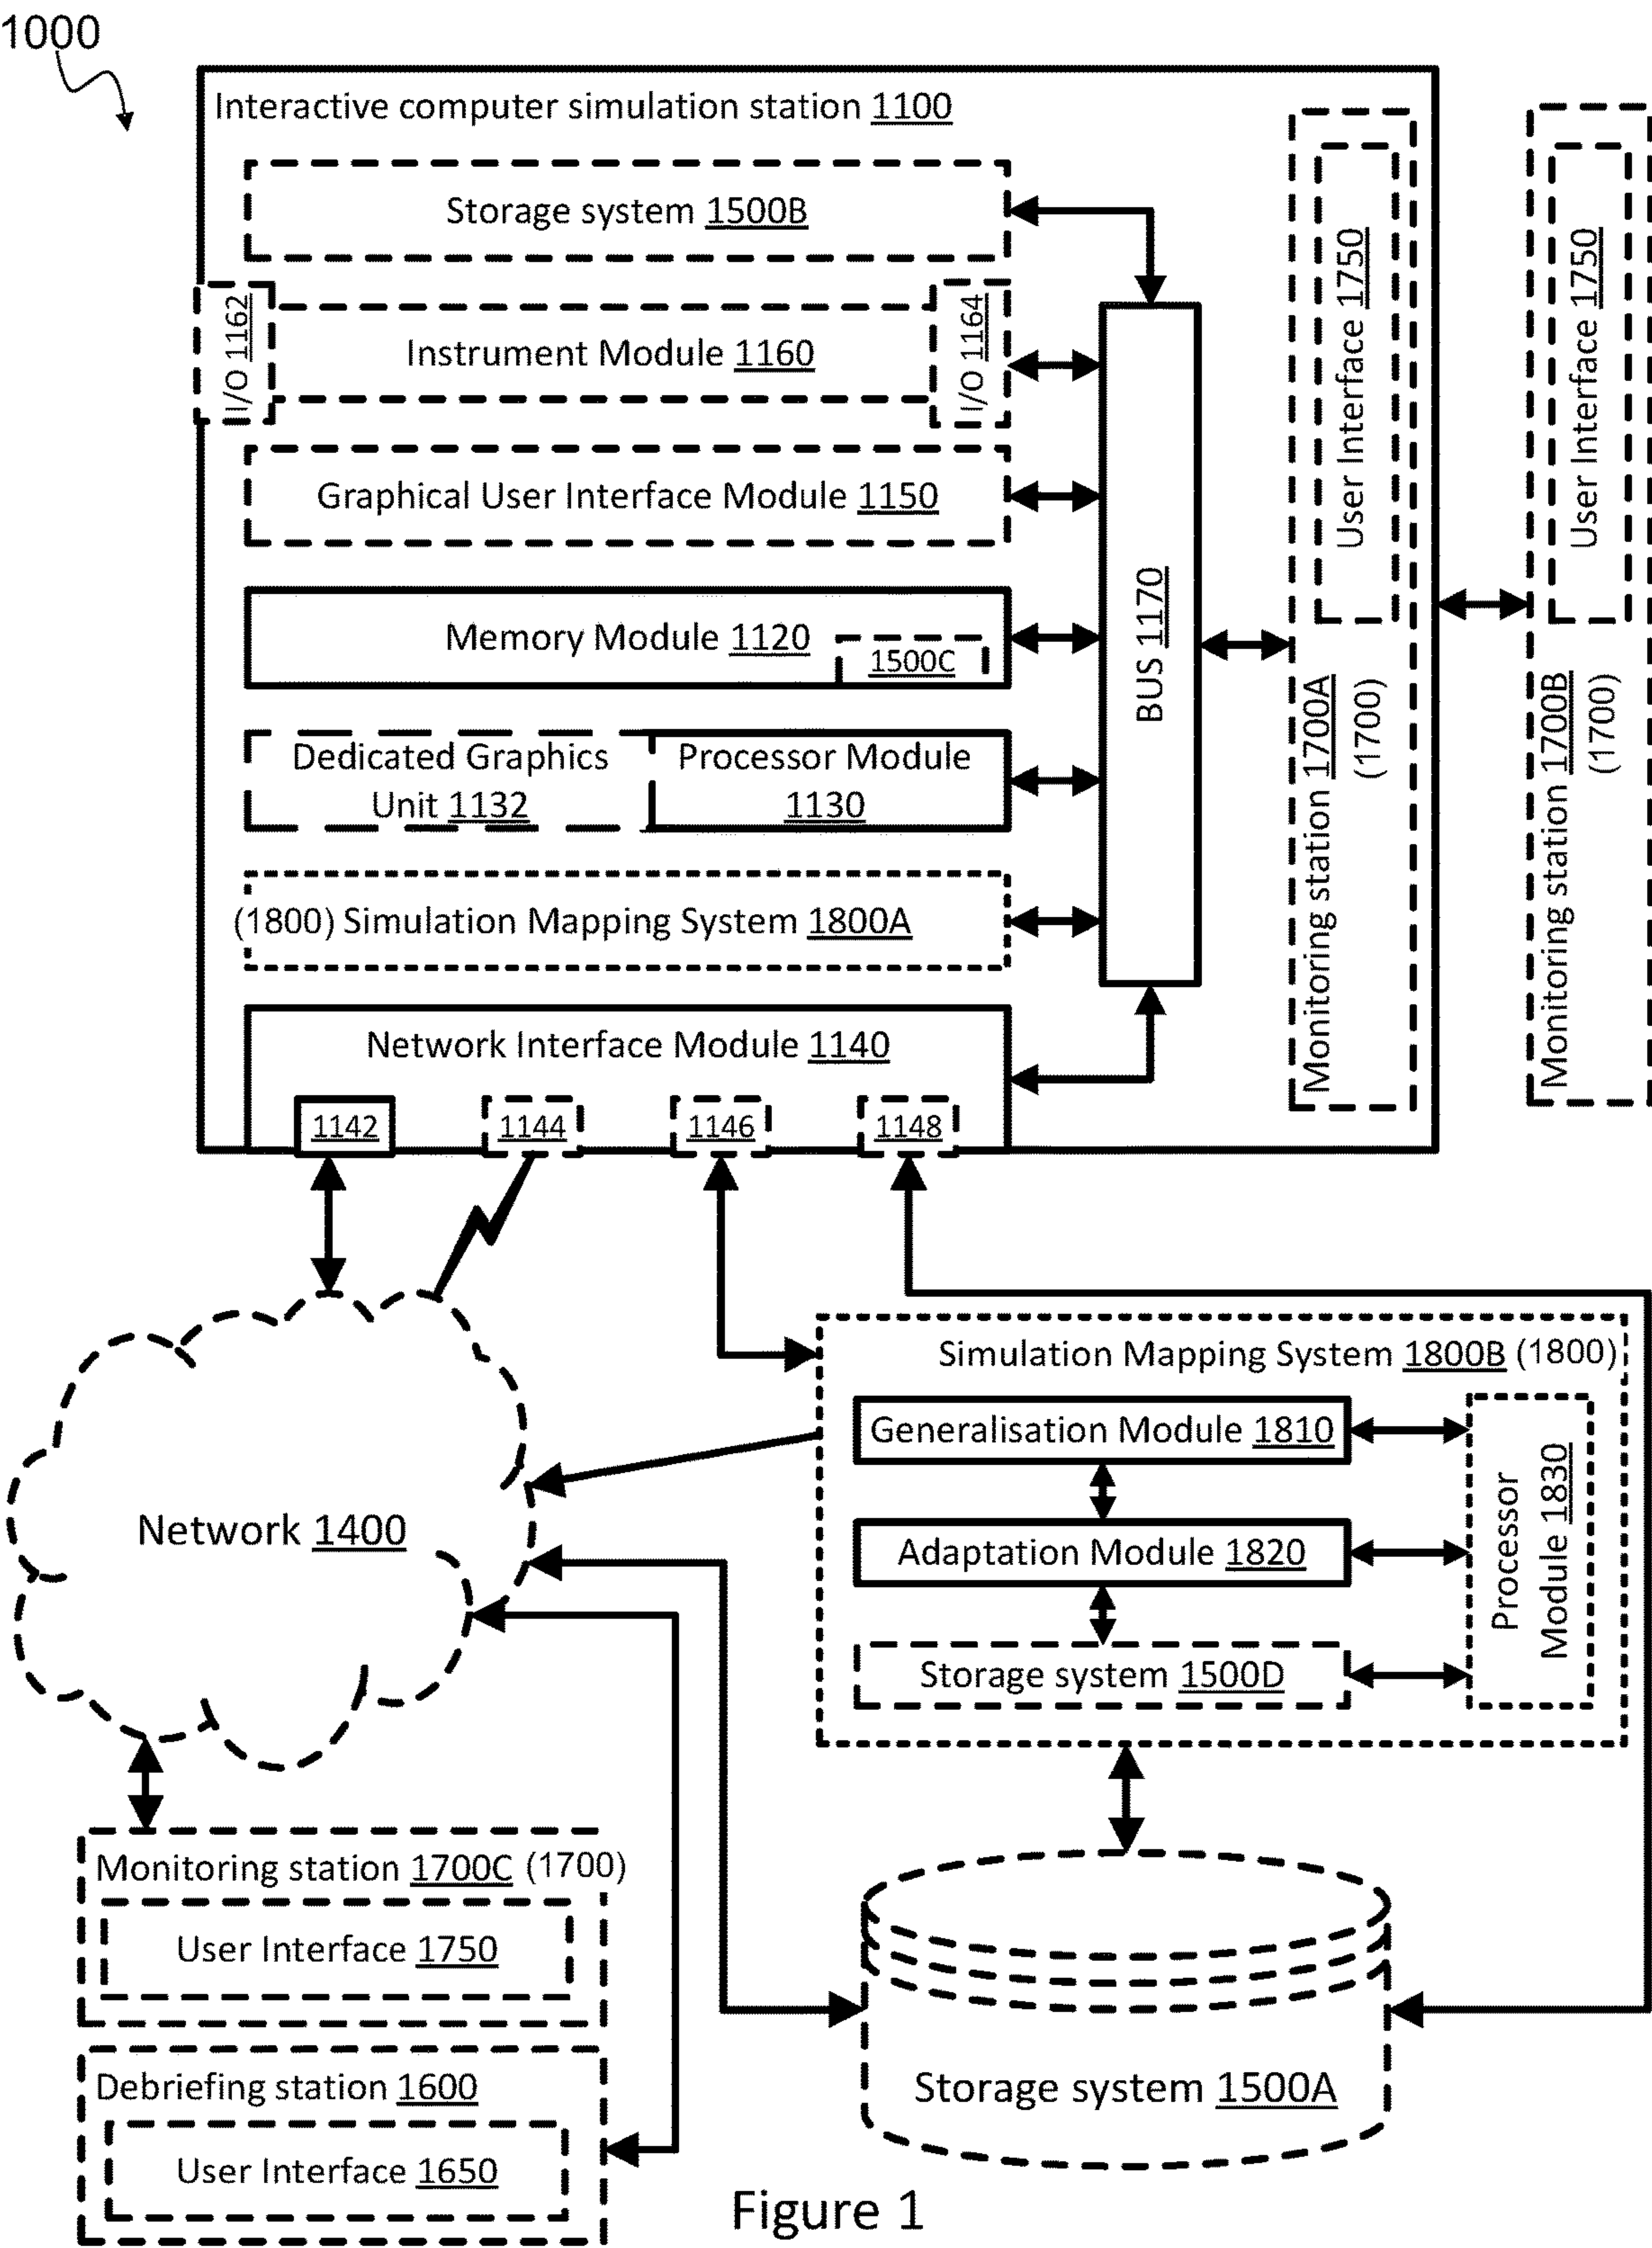 1000
Interactive computer simulation station 1100
Storage system 1500B
I/O 1162
Instrument Module 1160
I/O 1164
Graphical User Interface Module 1150
Memory Module 1120
1500C
Dedicated Graphics
Unit 1132
Processor Module
1130
(1800) Simulation Mapping System 1800A
Network Interface Module 1140
1142
1144
1146
1148
BUS 1170
User Interface 1750
Monitoring station 1700A
(1700)
User Interface 1750
Monitoring station 1700B
(1700)
Simulation Mapping System 1800B (1800)
Generalisation Module 1810
Adaptation Module 1820
Storage system 1500D
Processor
Module 1830
Network 1400
Monitoring station 1700C (1700)
User Interface 1750
Debriefing station 1600
User Interface 1650
Storage system 1500A
Figure 1